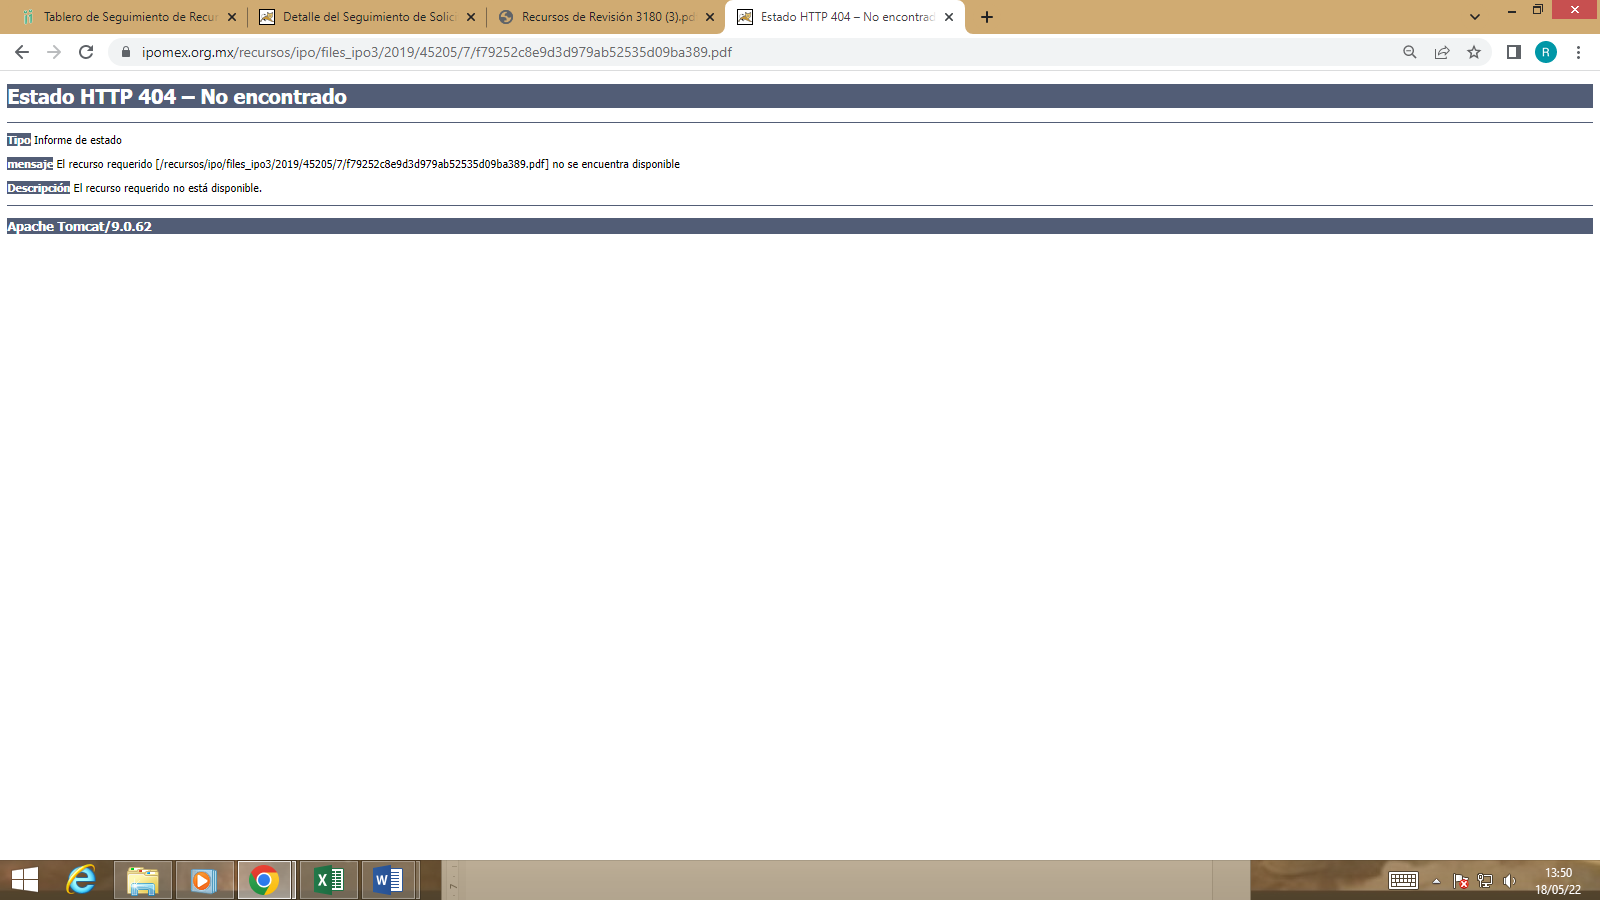 Tablero de Seguimiento de Recur
Detalle del Seguimiento de Solic
Recursos de Revisión 3180 (3).pd
Estado HTTP 404 – No encontrad
ipomex.org.mx/recursos/ipo/files_ipo3/2019/45205/7/f79252c8e9d3d979ab52535d09ba389.pdf
R
Estado HTTP 404 – No encontrado
Tipo Informe de estado
mensaje El recurso requerido [/recursos/ipo/files_ipo3/2019/45205/7/f79252c8e9d3d979ab52535d09ba389.pdf] no se encuentra disponible
Descripción El recurso requerido no está disponible.
Apache Tomcat/9.0.62
13:50
18/05/22